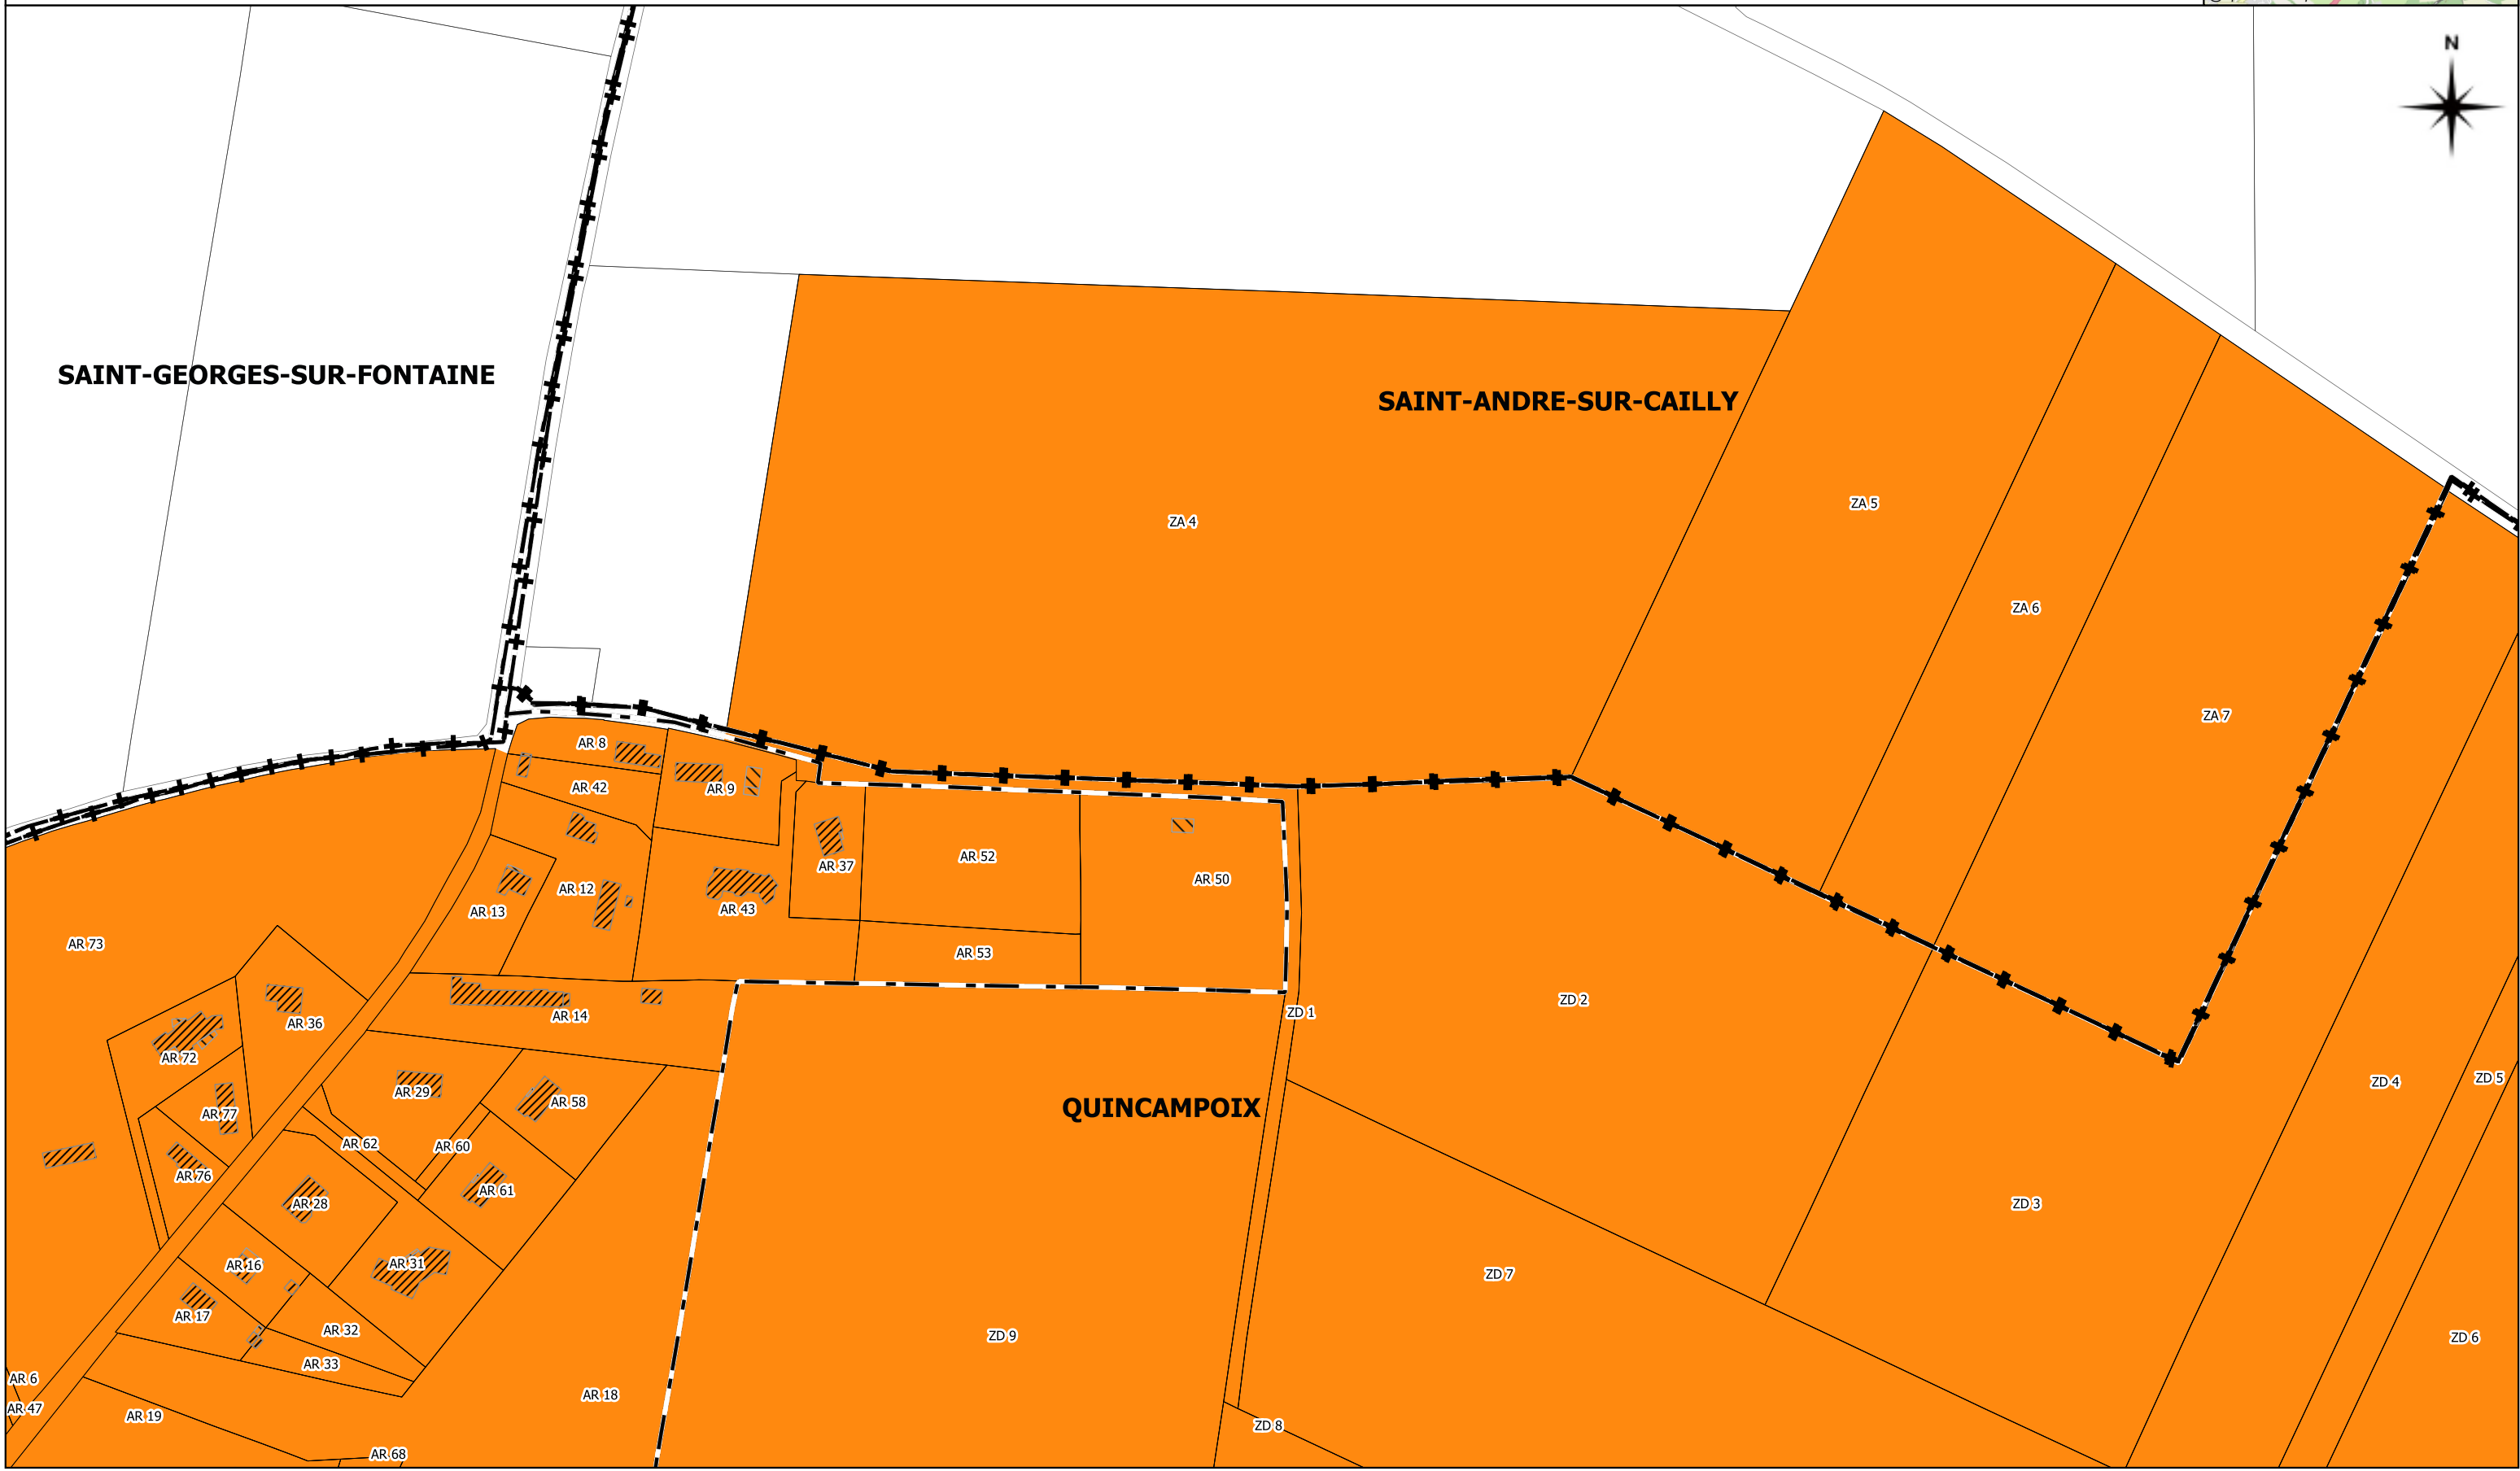 N
SAINT-GEORGES-SUR-FONTAINE
SAINT-ANDRE-SUR-CAILLY
ZA 5
ZA 4
ZA 6
ZA 7
AR 8
AR 42
AR 9
AR 52
AR 37
AR 50
AR 12
AR 43
AR 13
AR 73
AR 53
ZD 2
ZD 1
AR 14
AR 36
AR 72
ZD 5
ZD 4
AR 29
AR 58
QUINCAMPOIX
AR 77
AR 62
AR 60
AR 76
AR 61
AR 28
ZD 3
AR 31
AR 16
ZD 7
AR 17
AR 32
ZD 9
ZD 6
AR 33
AR 6
AR 18
AR 47
AR 19
ZD 8
AR 68